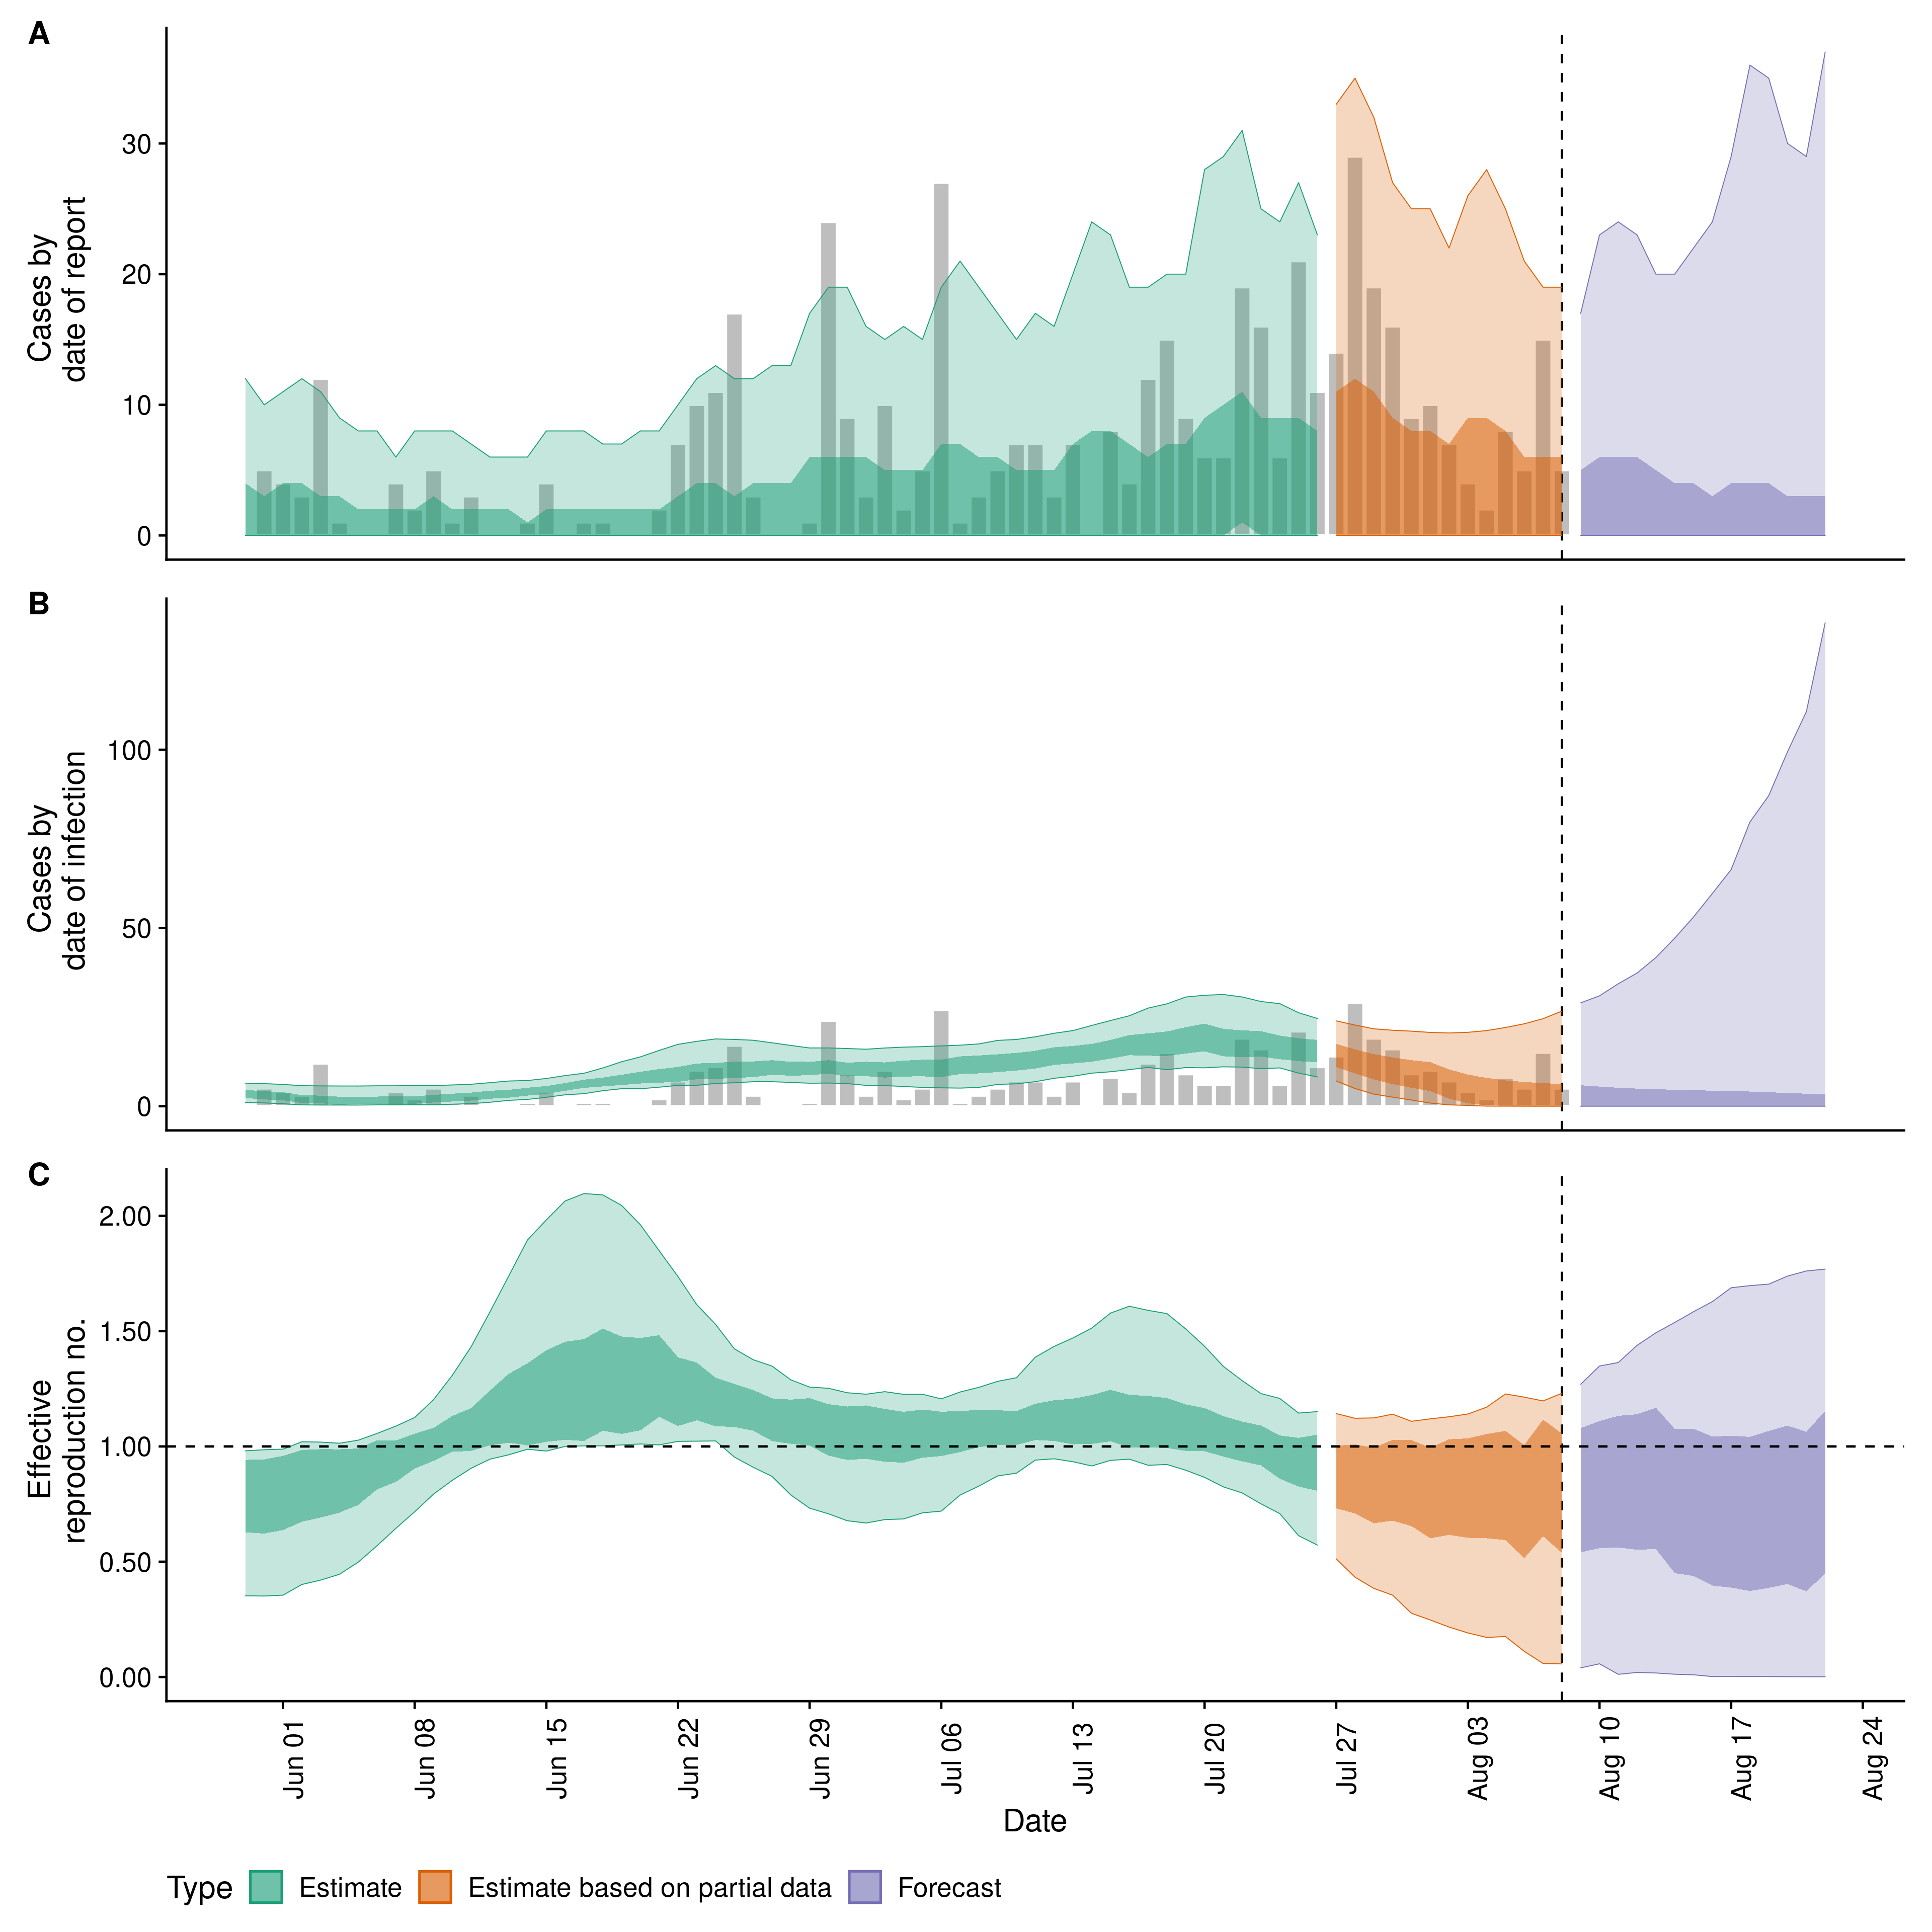 A
Cases by
date of report
30
20
10
0
B
Cases by
date of infection
100
50
0
C
Effective
reproduction no.
2.00
1.50
1.00
0.50
0.00
Jun 01
Jun 08
Jun 15
Jun 22
Jun 29
Jul 06
Jul 13
Jul 20
Jul 27
Aug 03
Aug 10
Aug 17
Aug 24
Date
Type Estimate Estimate based on partial data Forecast